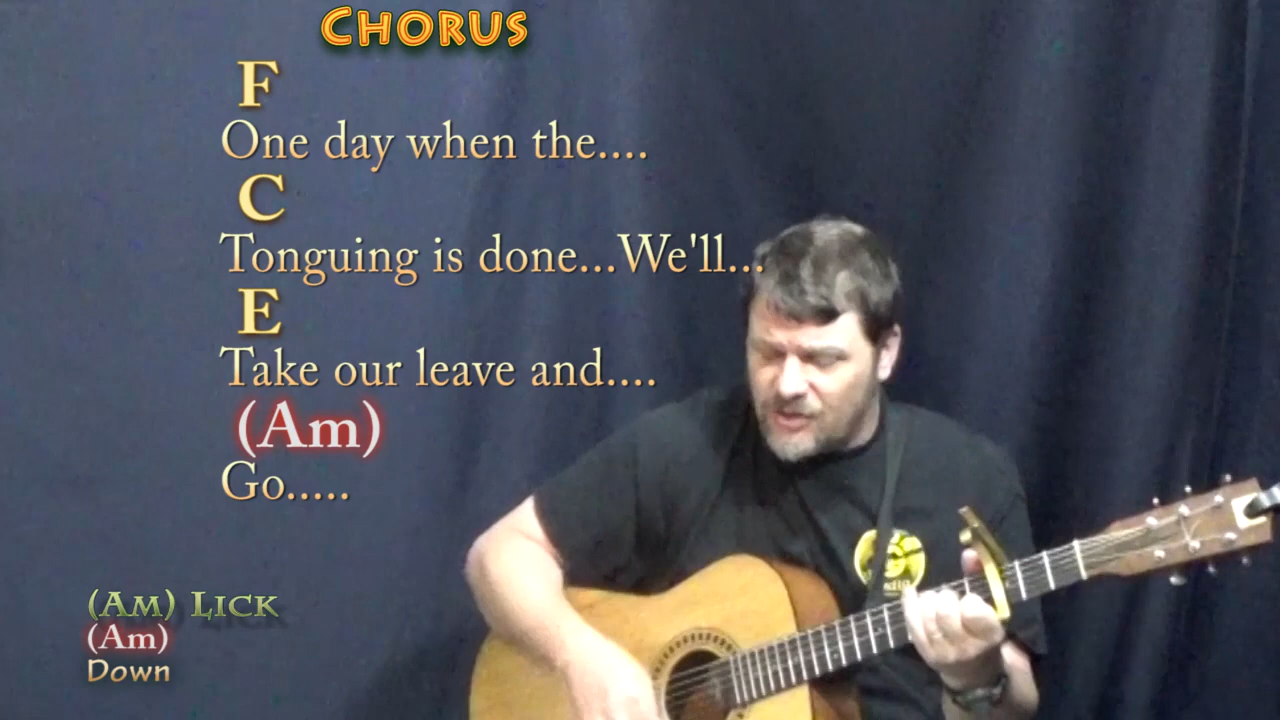 CHORUS
F
One day when the....
C
Tonguing is done...We'll...
E
Take our leave and....
(Am)
Go.....
(AM) LICK
(Am)
DOWN